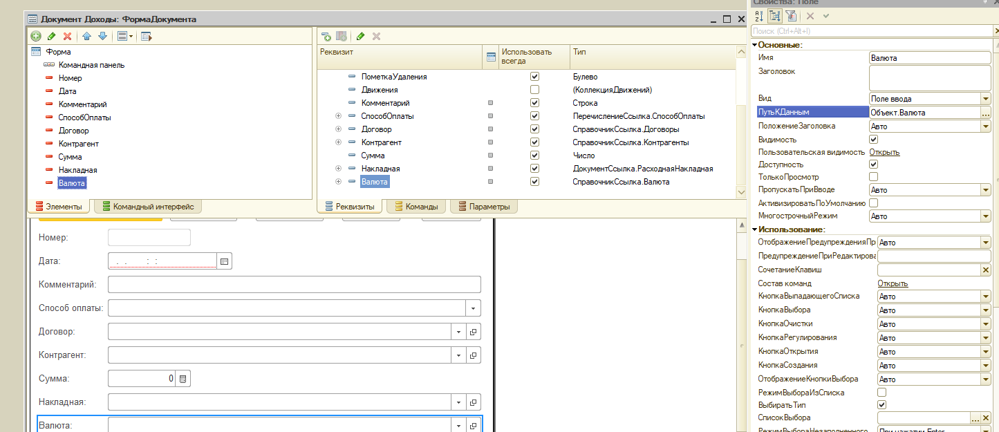 Свойства: Поле
Документ Доходы: ФормаДокумента
Поиск (Ctrl+Alt+I)
Форма
Командная панель
Номер
Дата
Комментарий
СпособОплаты
Договор
Контрагент
Сумма
Накладная
Валюта
Элементы
Командный интерфейс
Реквизит
Использовать
всегда
Тип
ПометкаУдаления
Булево
Движения
(КоллекцияДвижений)
Комментарий
Строка
СпособОплаты
ПеречислениеСсылка.СпособОплаты
Договор
СправочникСсылка.Договоры
Контрагент
СправочникСсылка.Контрагенты
Сумма
Число
Накладная
ДокументСсылка.РасходнаяНакладная
Валюта
СправочникСсылка.Валюта
Реквизиты
Команды
Параметры
Номер:
Дата:
. . : :
Комментарий:
Способ оплаты:
Договор:
Контрагент:
Сумма:
0
Накладная:
Валюта:
Основные:
Имя
Валюта
Заголовок
Вид
Поле ввода
ПутьКДанным
Объект.Валюта
...
ПоложениеЗаголовка
Авто
Видимость
Пользовательская видимость
Открыть
Доступность
ТолькоПросмотр
ПропускатьПриВводе
Авто
АктивизироватьПоУмолчанию
МногострочныйРежим
Авто
Использование:
ОтображениеПредупрежденияПр
Авто
ПредупреждениеПриРедактирова
СочетаниеКлавиш
Состав команд
Открыть
КнопкаВыпадающегоСписка
Авто
КнопкаВыбора
Авто
КнопкаОчистки
Авто
КнопкаРегулирования
Авто
КнопкаОткрытия
Авто
КнопкаСоздания
Авто
ОтображениеКнопкиВыбора
Авто
РежимВыбораИзСписка
ВыбиратьТип
СписокВыбора
...
РежимВыбораНезаполненного
При нажатии Enter